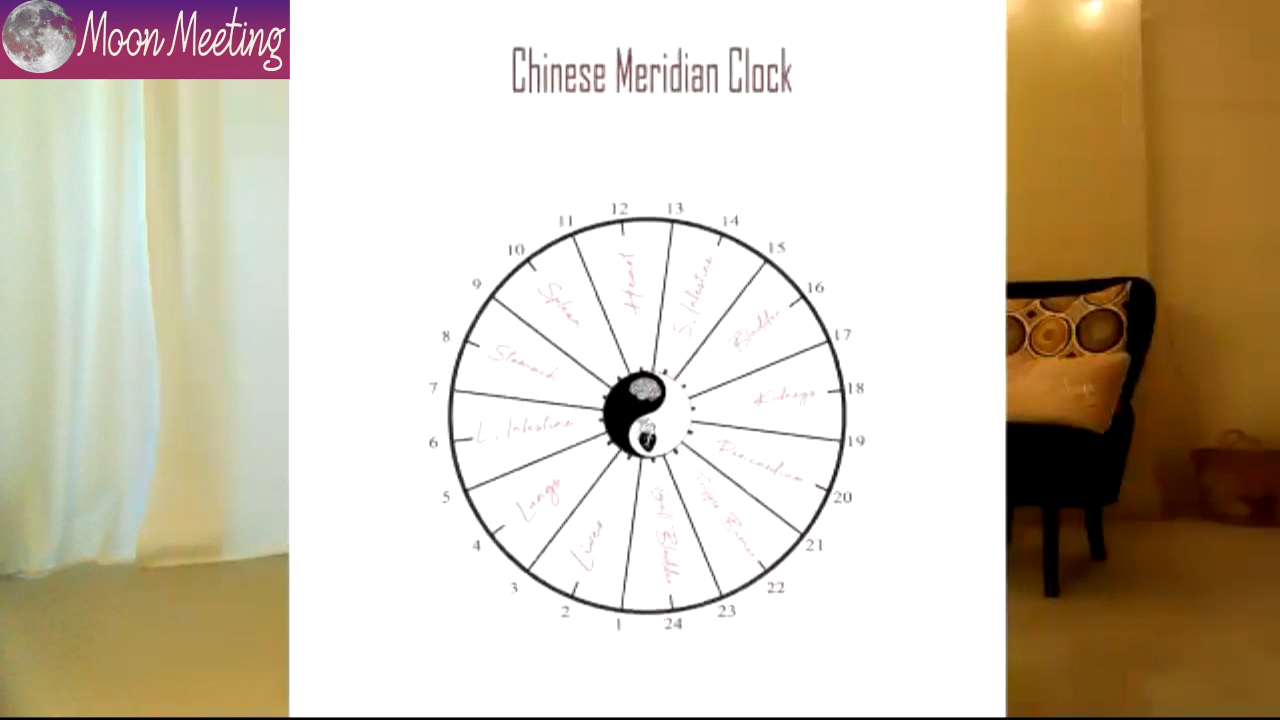 Moon Meeting
Chinese Meridian Clock
12
13
11
14
10
15
9
16
8
17
7
18
6
19
5
20
4
21
3
22
2
23
1
24
Heart
S. Intestine
Bladder
Kidneys
Pericardium
Gall Bladder
Liver
Lungs
L. Intestine
Stomach
Spleen